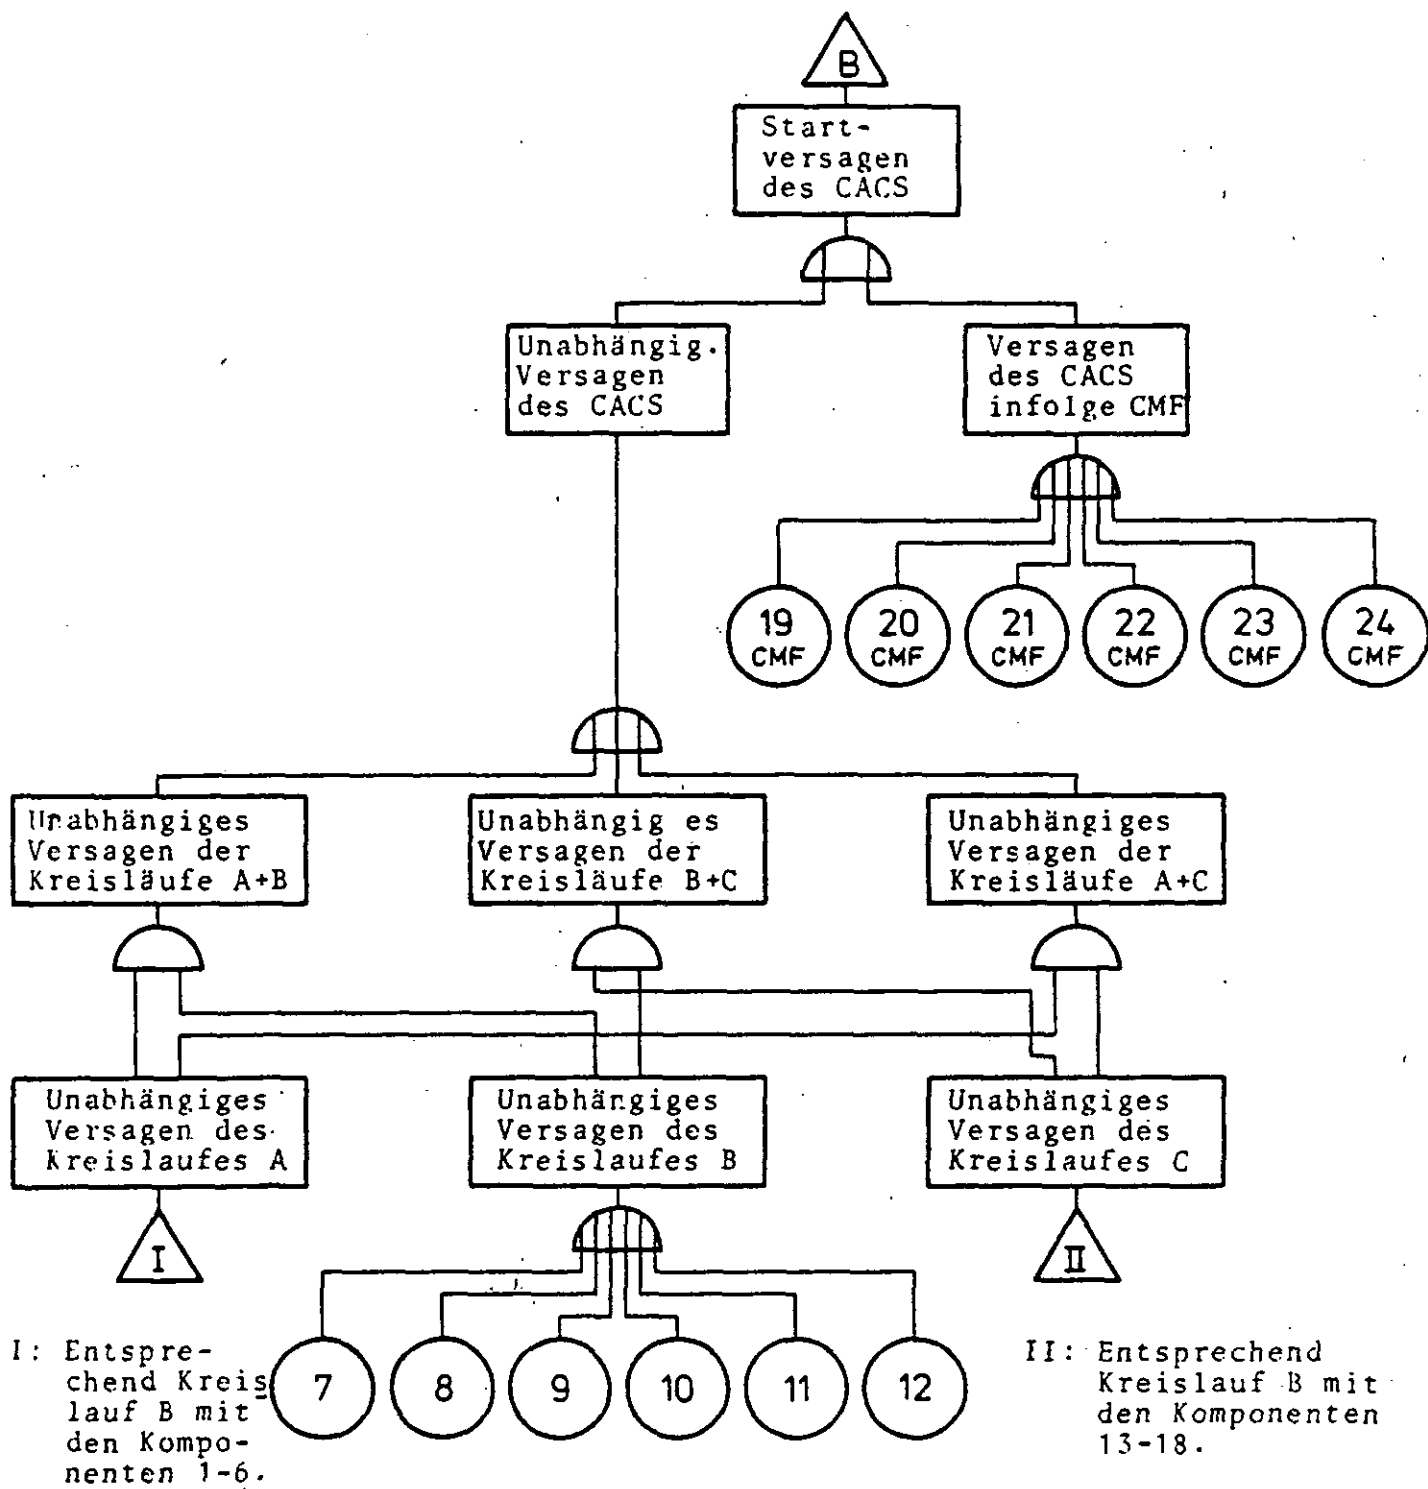 B
Start-
versagen
des CACS
Unabhängig.
Versagen
des CACS
Versagen
des CACS
infolge CMF
19
CMF
20
CMF
21
CMF
22
CMF
23
CMF
24
CMF
Unabhängiges
Versagen der
Kreisläufe A+B
Unabhängig es
Versagen der
Kreisläufe B+C
Unabhängiges
Versagen der
Kreisläufe A+C
Unabhängiges
Versagen des
Kreislaufes A
Unabhängiges
Versagen des
Kreislaufes B
Unabhängiges
Versagen des
Kreislaufes C
I
II
7
8
9
10
11
12
I: Entspre-
chend Kreis
lauf B mit
den Kompo-
nenten 1-6.
II: Entsprechend
Kreislauf B mit
den Komponenten
13-18.